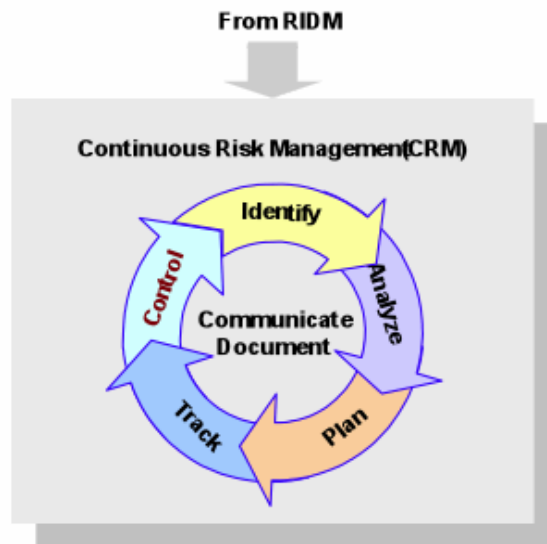 From RIDM
Continuous Risk Management(CRM)
Identify
Analyze
Plan
Track
Control
Communicate
Document